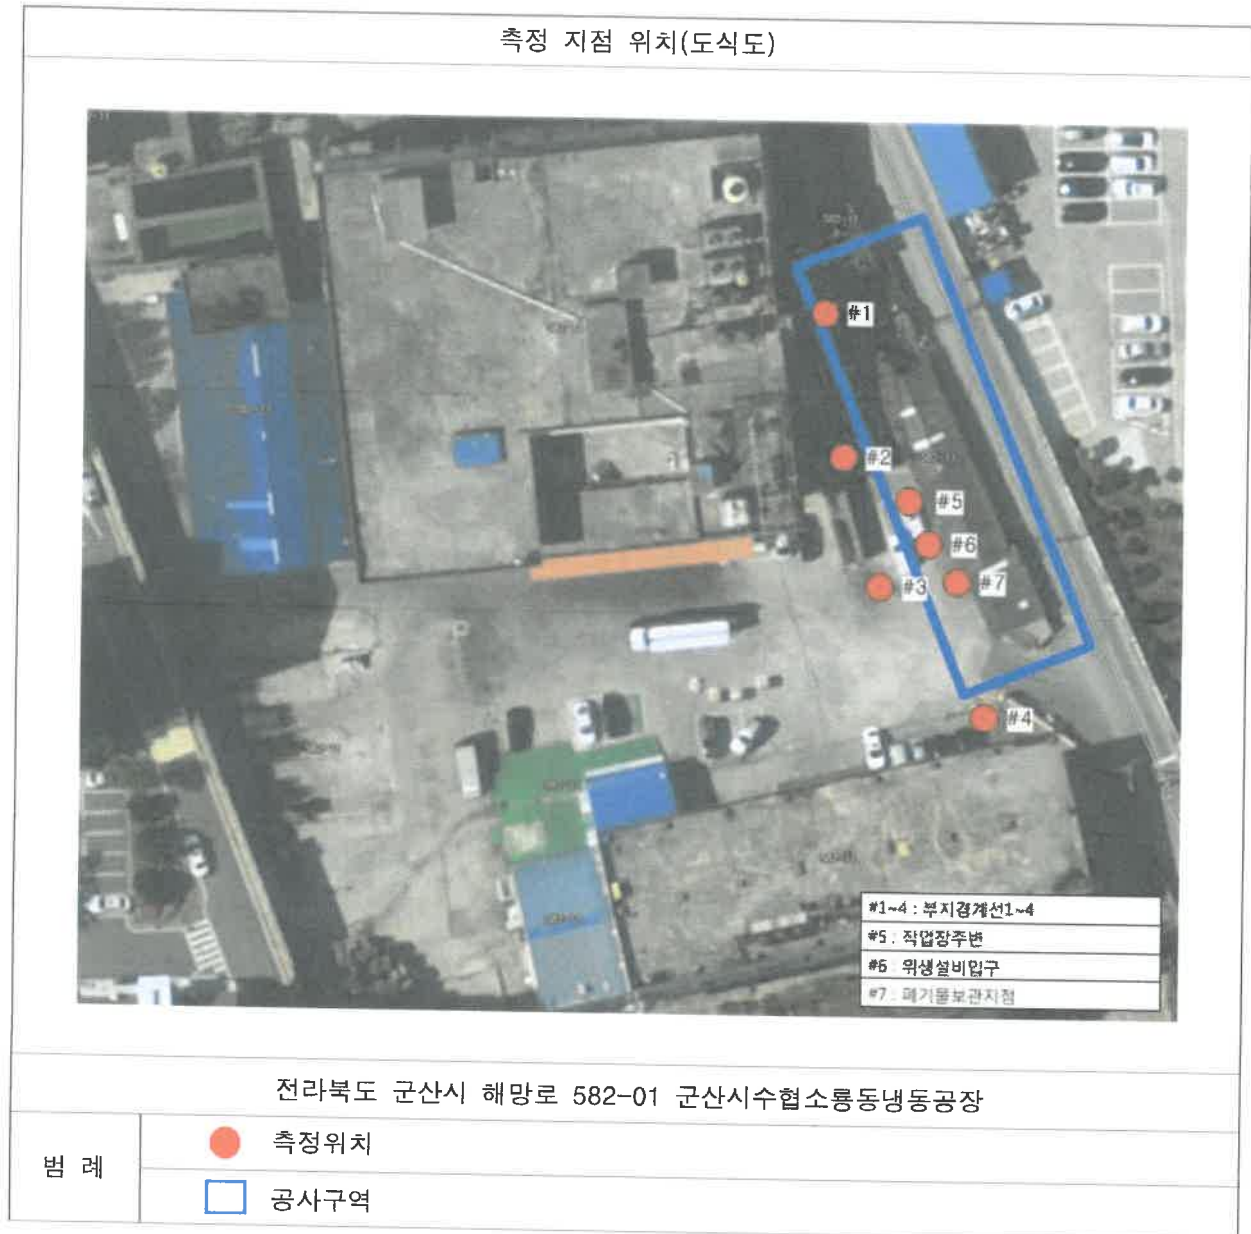 측정 지점 위치(도식도)
#1
#2
#5
#6
#3
#7
#4
#1~4 : 부지경계선1~4
#5 : 작업장주변
#6 : 위생설비입구
#7 : 폐기물보관지점
전라북도 군산시 해망로 582-01 군산시수협소룡동냉동공장
범 례
측정위치
공사구역